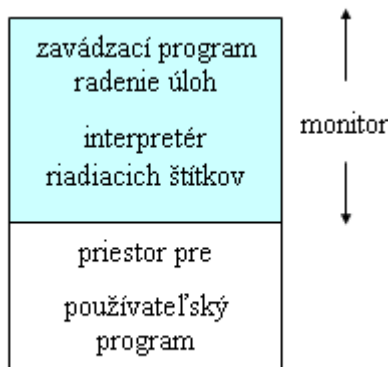 zavádzací program
radenie úloh
interpretér
riadiacich štítkov
monitor
priestor pre
používateľský
program